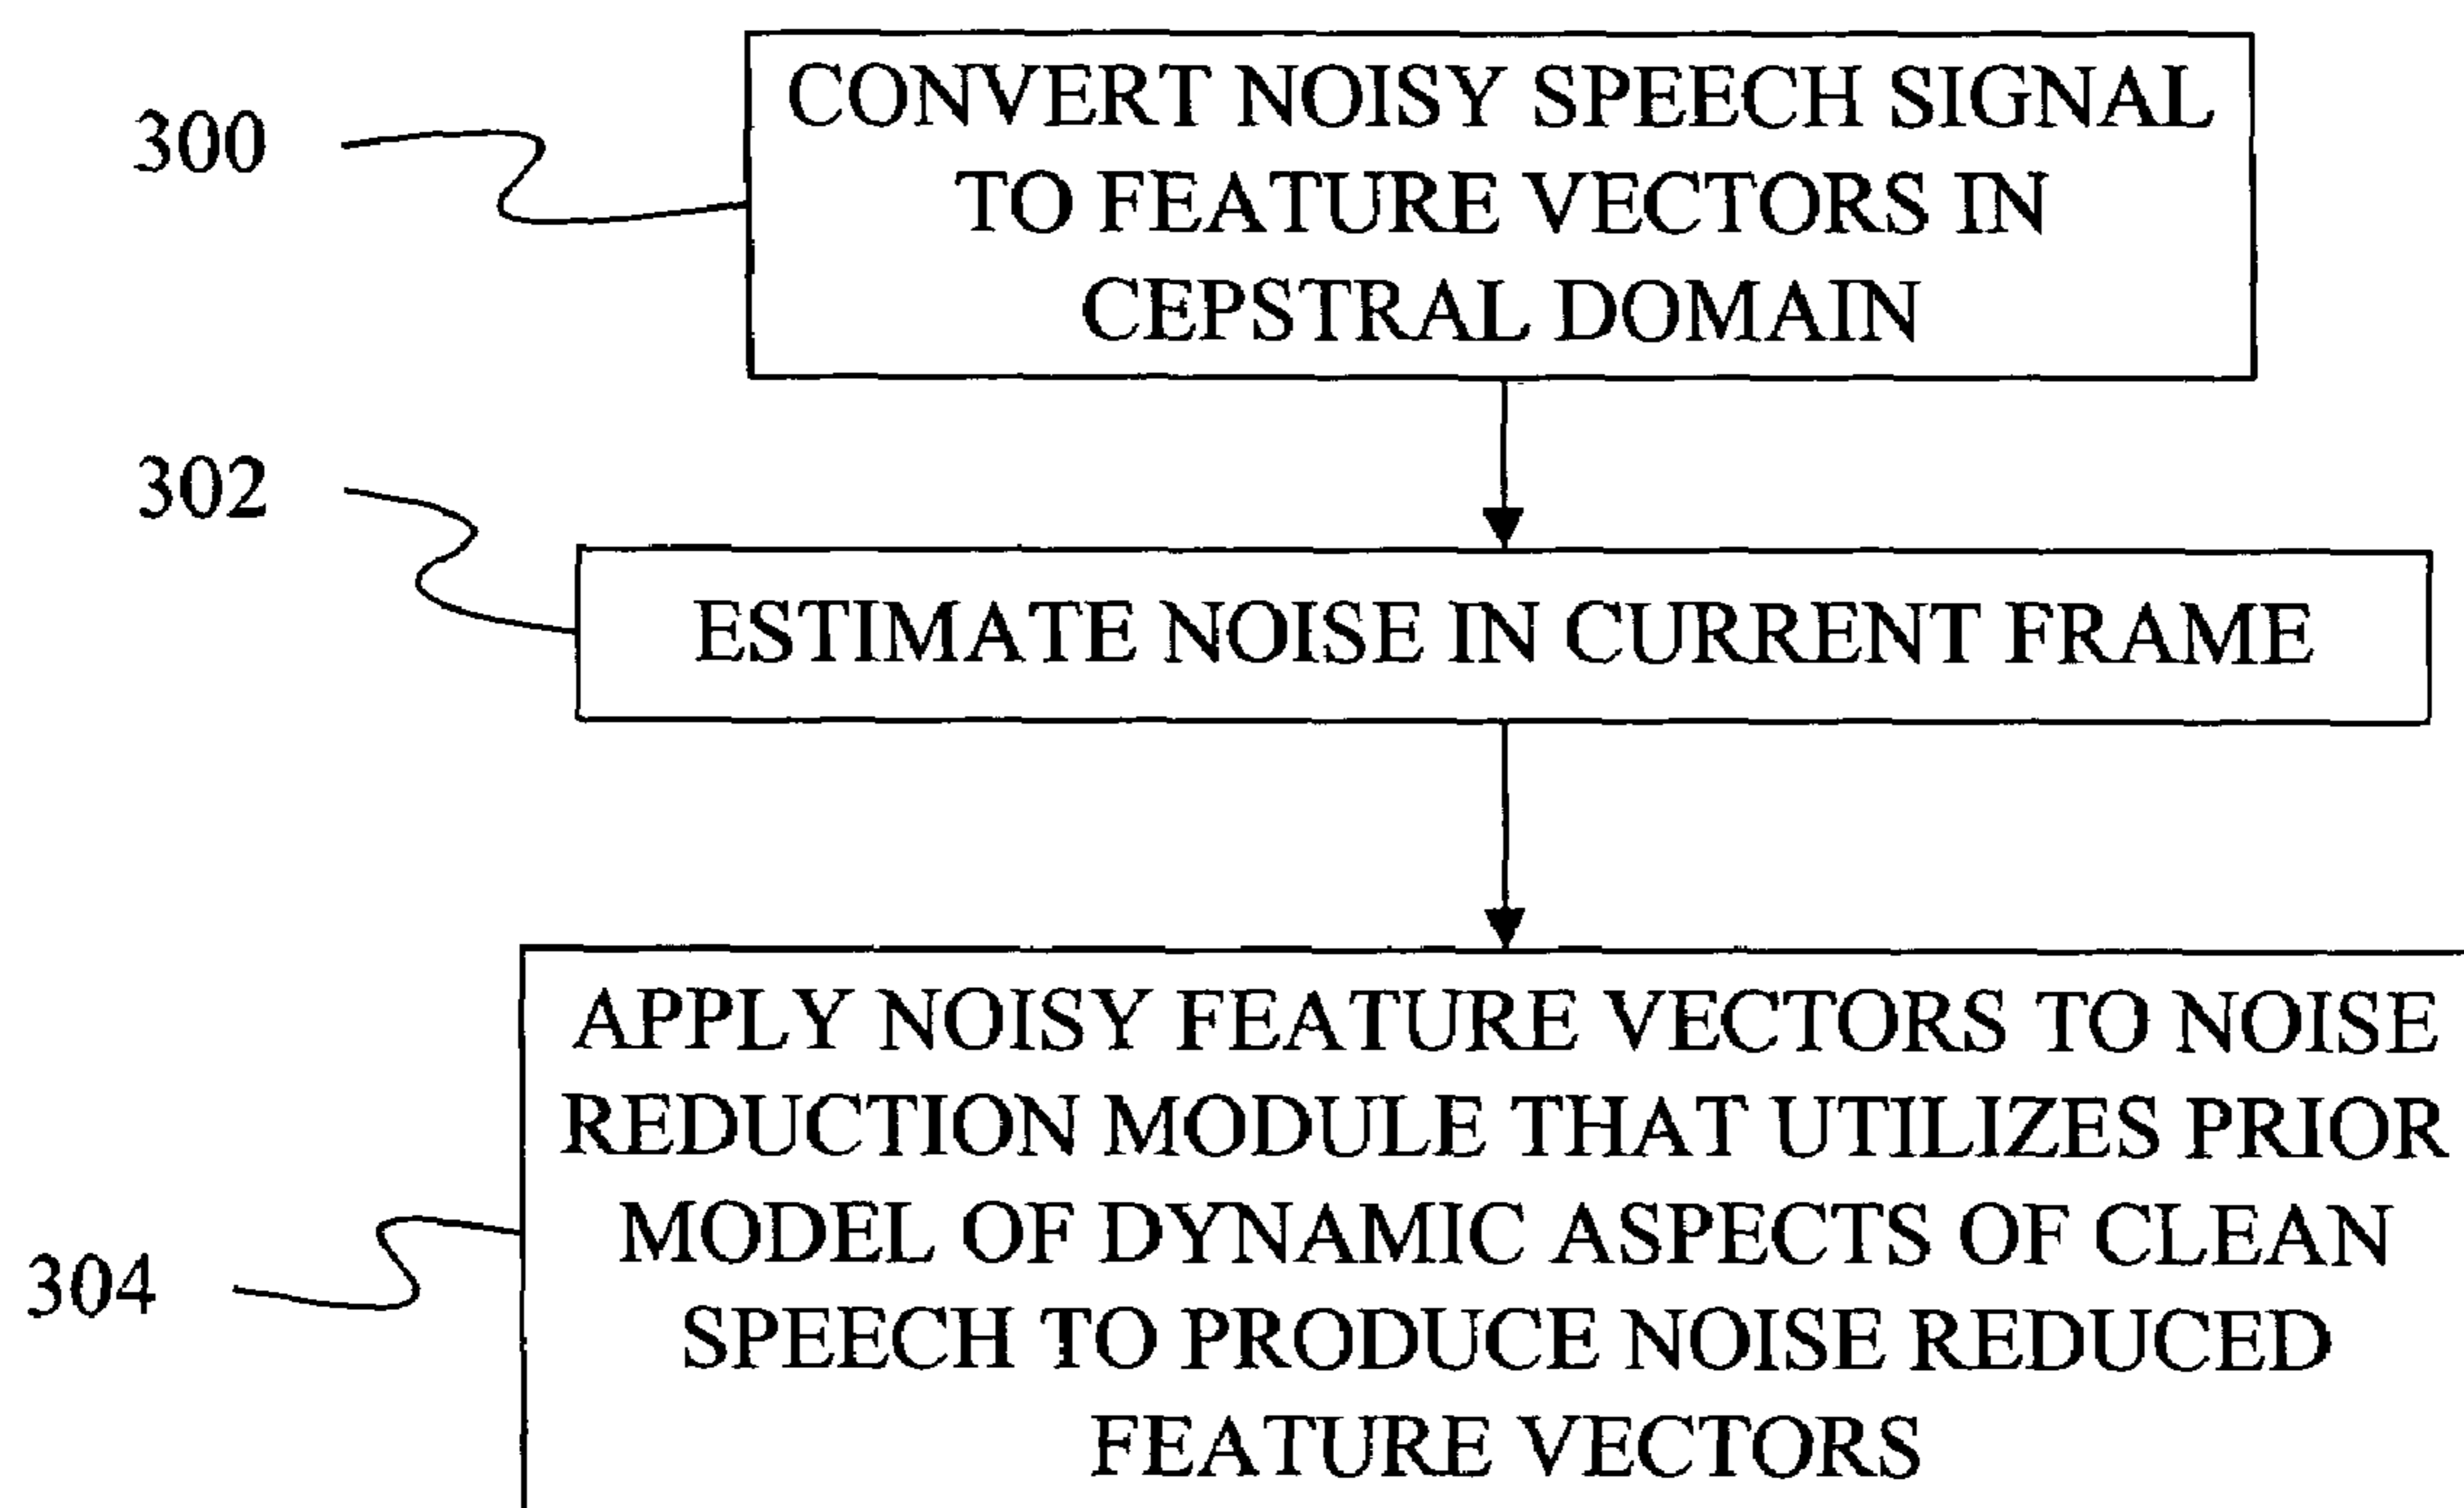 300
CONVERT NOISY SPEECH SIGNAL
TO FEATURE VECTORS IN
CEPSTRAL DOMAIN
302
ESTIMATE NOISE IN CURRENT FRAME
304
APPLY NOISY FEATURE VECTORS TO NOISE
REDUCTION MODULE THAT UTILIZES PRIOR
MODEL OF DYNAMIC ASPECTS OF CLEAN
SPEECH TO PRODUCE NOISE REDUCED
FEATURE VECTORS